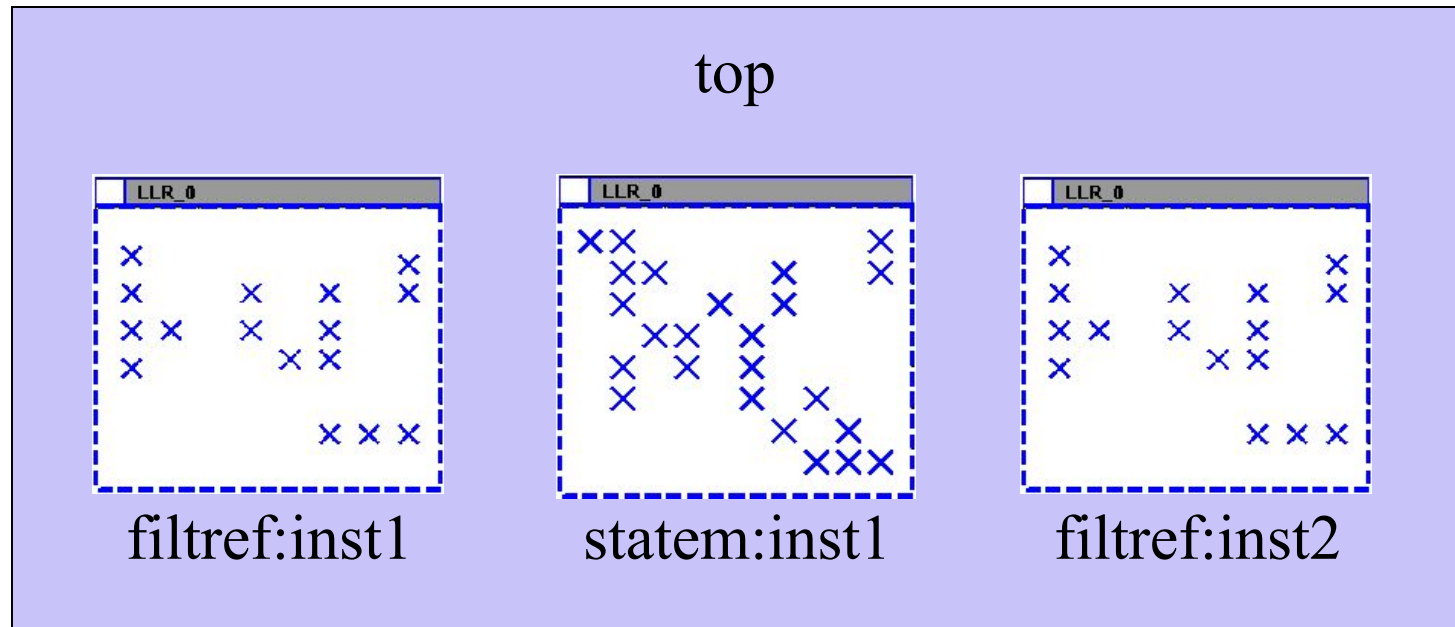 top
LLR_0
LLR_0
LLR_0
filtref:inst1
statem:inst1
filtref:inst2